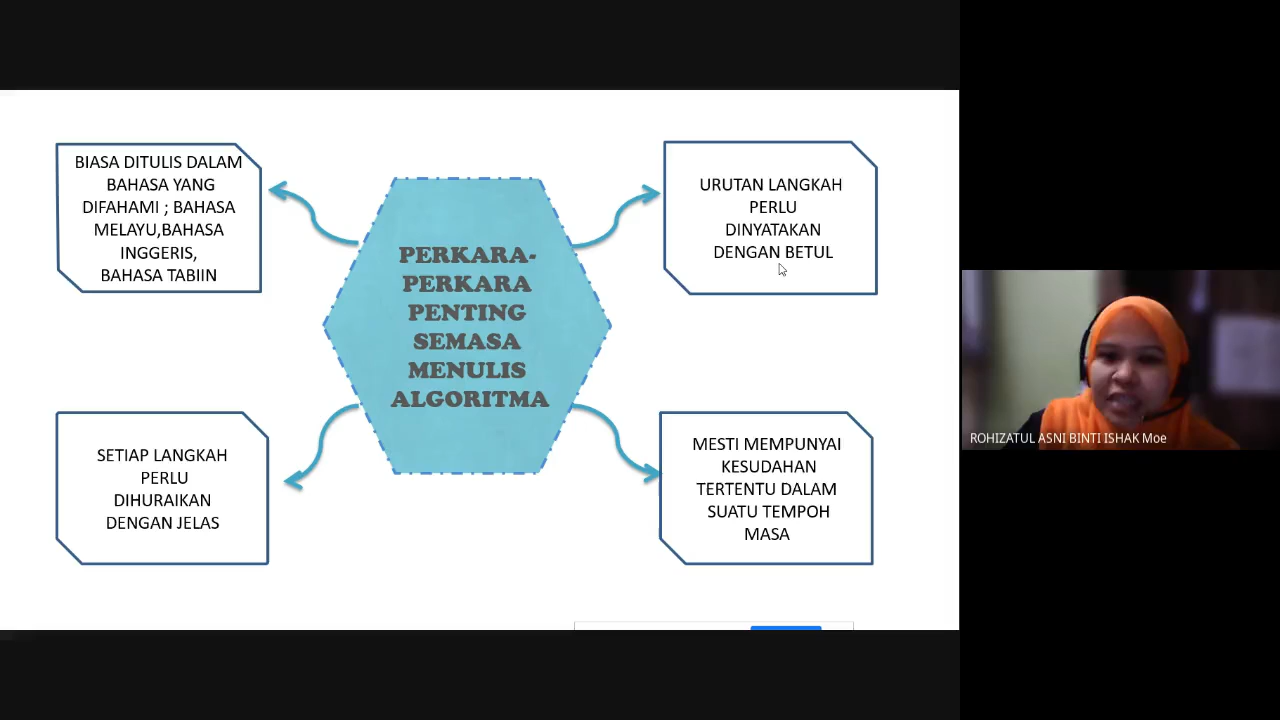 BIASA DITULIS DALAM
BAHASA YANG
DIFAHAMI ; BAHASA
MELAYU,BAHASA
INGGERIS,
BAHASA TABIIN
PERKARA-
PERKARA
PENTING
SEMASA
MENULIS
ALGORITMA
URUTAN LANGKAH
PERLU
DINYATAKAN
DENGAN BETUL
SETIAP LANGKAH
PERLU
DIHURAIKAN
DENGAN JELAS
MESTI MEMPUNYAI
KESUDAHAN
TERTENTU DALAM
SUATU TEMPOH
MASA
ROHIZATUL ASNI BINTI ISHAK Moe